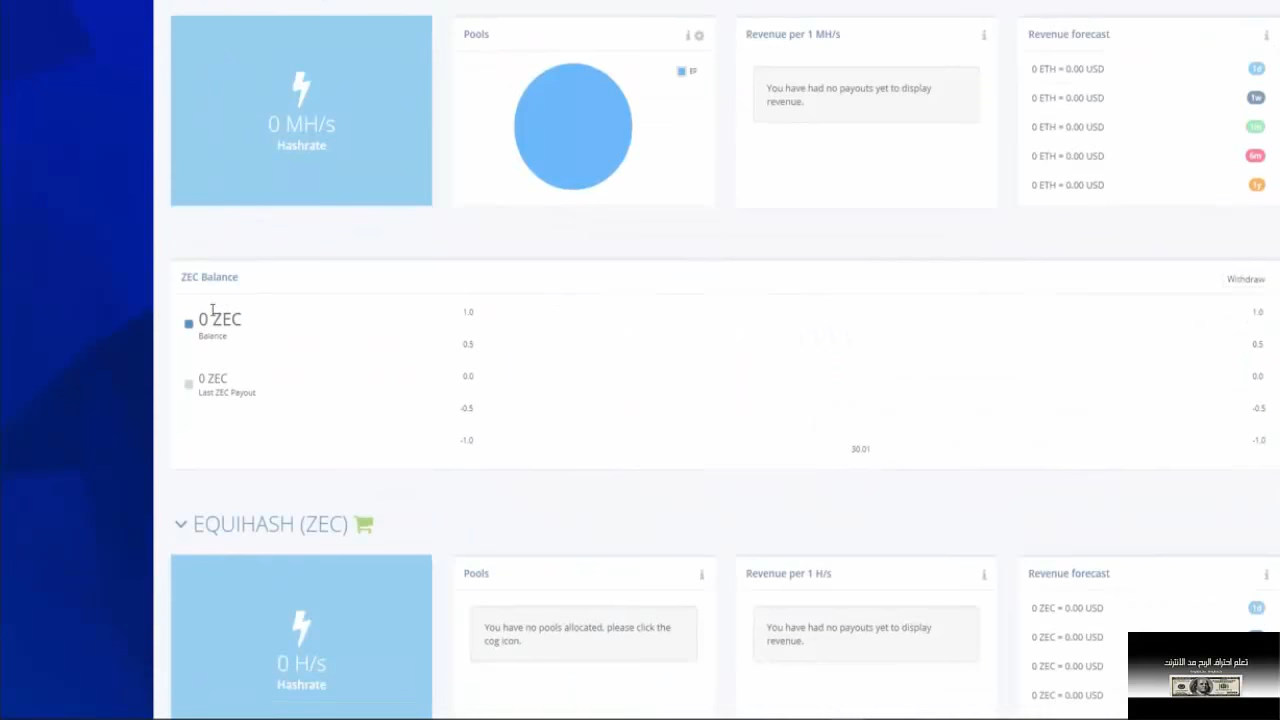 Pools
Revenue per 1 MH/s
Revenue forecast
EP
0 MH/s
Hashrate
You have had no payouts yet to display
revenue.
0 ETH = 0.00 USD 1d
0 ETH = 0.00 USD 1w
0 ETH = 0.00 USD 1m
0 ETH = 0.00 USD 6m
0 ETH = 0.00 USD 1y
ZEC Balance
Withdraw
0 ZEC
Balance
0 ZEC
Last ZEC Payout
1.0 1.0
0.5 0.5
0.0 0.0
-0.5 -0.5
-1.0 -1.0
30.01
EQUIHASH (ZEC)
Pools
Revenue per 1 H/s
Revenue forecast
0 H/s
Hashrate
You have no pools allocated, please click the
cog icon.
You have had no payouts yet to display
revenue.
0 ZEC = 0.00 USD 1d
0 ZEC = 0.00 USD
0 ZEC = 0.00 USD
0 ZEC = 0.00 USD
تعلم احتراف الربح مد الانترنت